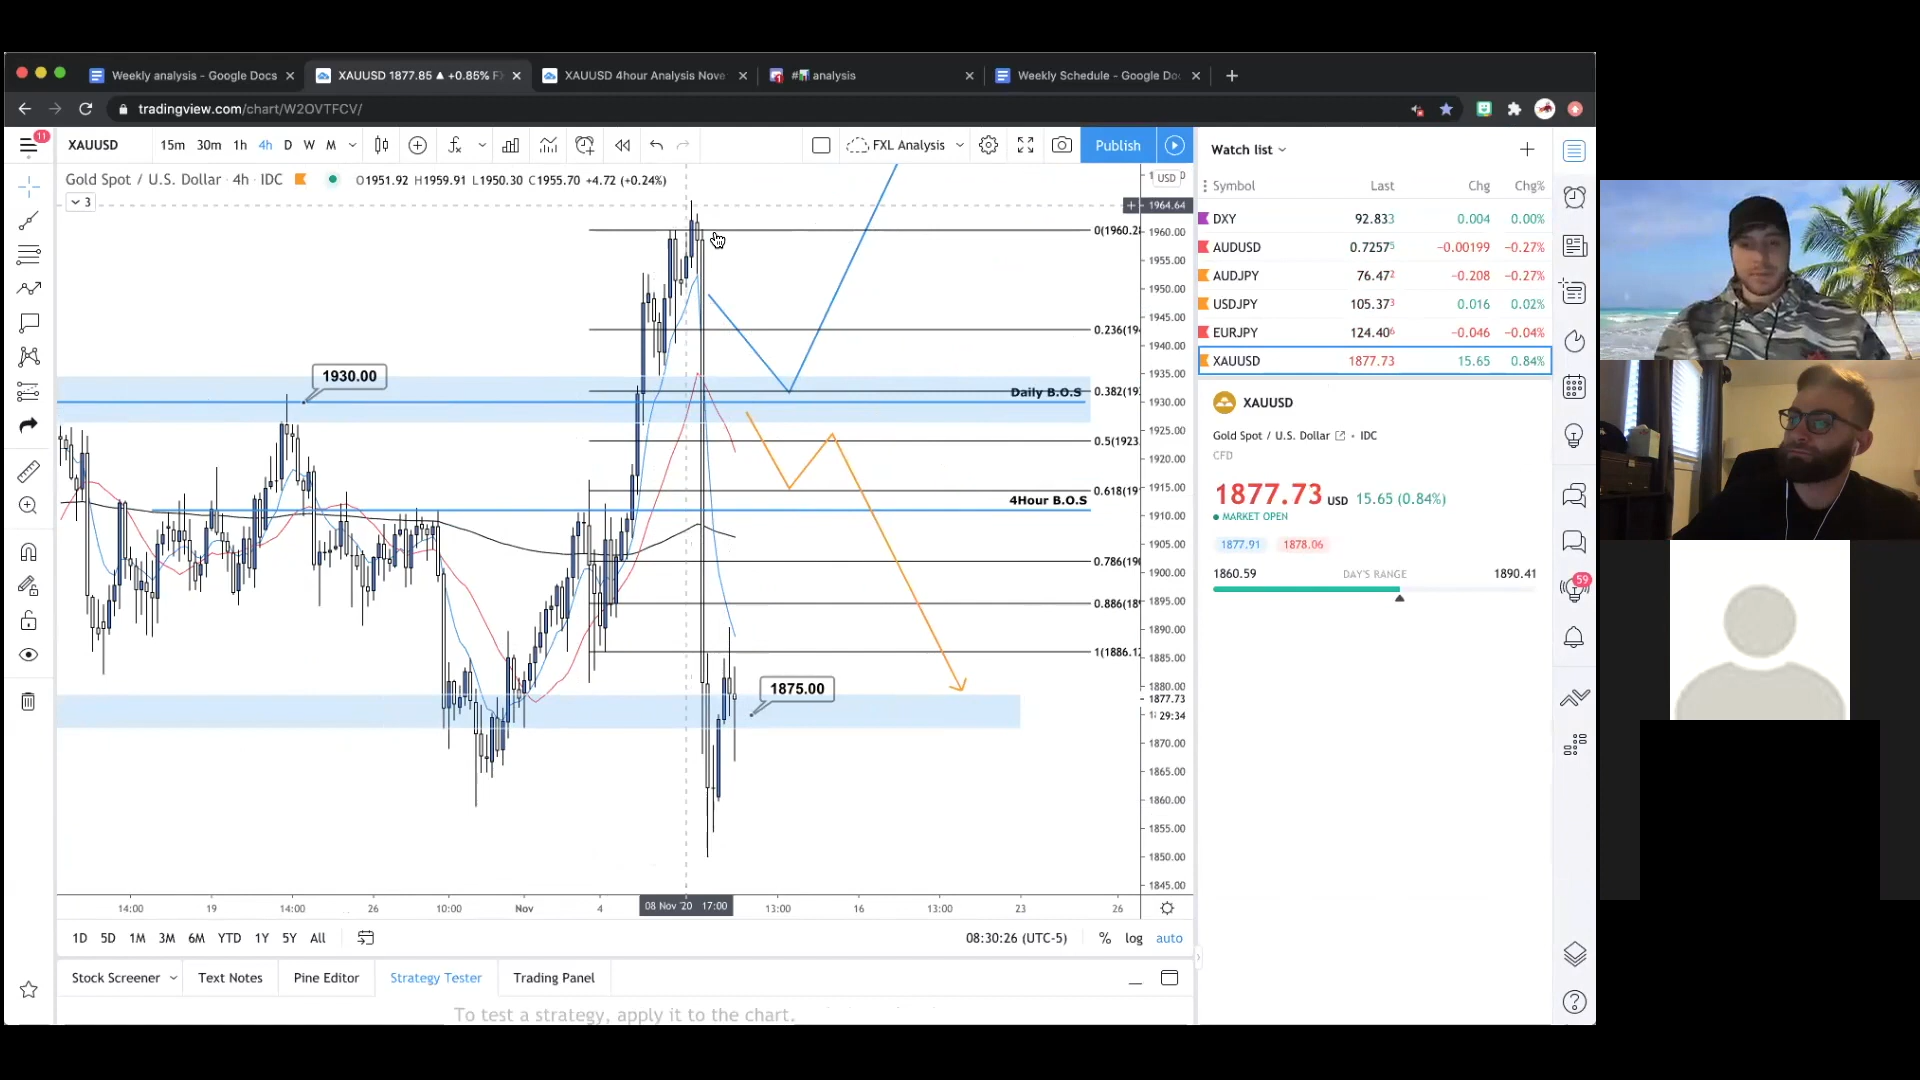 Weekly analysis - Google Docs
XAUUSD 1877.85 ▲ +0.85%
XAUUSD 4hour Analysis Nove
# analysis
Weekly Schedule - Google Do
tradingview.com/chart/W2OVTFCV/
11
XAUUSD 15m 30m 1h 4h D W M
FXL Analysis
Publish
Gold Spot / U.S. Dollar · 4h · IDC
O1951.92 H1959.91 L1950.30 C1955.70 +4.72 (+0.24%)
3
USD
1964.64
1960.00
1955.00
1950.00
1945.00
1940.00
1935.00
1930.00
1925.00
1920.00
1915.00
1910.00
1905.00
1900.00
1895.00
1890.00
1885.00
1880.00
1877.73
29:34
1870.00
1865.00
1860.00
1855.00
1850.00
1845.00
0(1960.2
0.236(19
0.382(19
0.5(1923
0.618(19
0.786(19
0.886(18
1(1886.1
1930.00
Daily B.O.S
4Hour B.O.S
1875.00
14:00 19 14:00 26 10:00 Nov 4 08 Nov '20 17:00 13:00 16 13:00 23 26
1D 5D 1M 3M 6M YTD 1Y 5Y All
08:30:26 (UTC-5) % log auto
Stock Screener Text Notes Pine Editor Strategy Tester Trading Panel
To test a strategy, apply it to the chart.
Watch list
Symbol Last Chg Chg%
DXY 92.833 0.004 0.00%
AUDUSD 0.72575 −0.00199 −0.27%
AUDJPY 76.472 −0.208 −0.27%
USDJPY 105.373 0.016 0.02%
EURJPY 124.406 −0.046 −0.04%
XAUUSD 1877.73 15.65 0.84%
XAUUSD
Gold Spot / U.S. Dollar • IDC
CFD
1877.73 USD 15.65 (0.84%)
MARKET OPEN
1877.91 1878.06
1860.59 DAY'S RANGE 1890.41
59